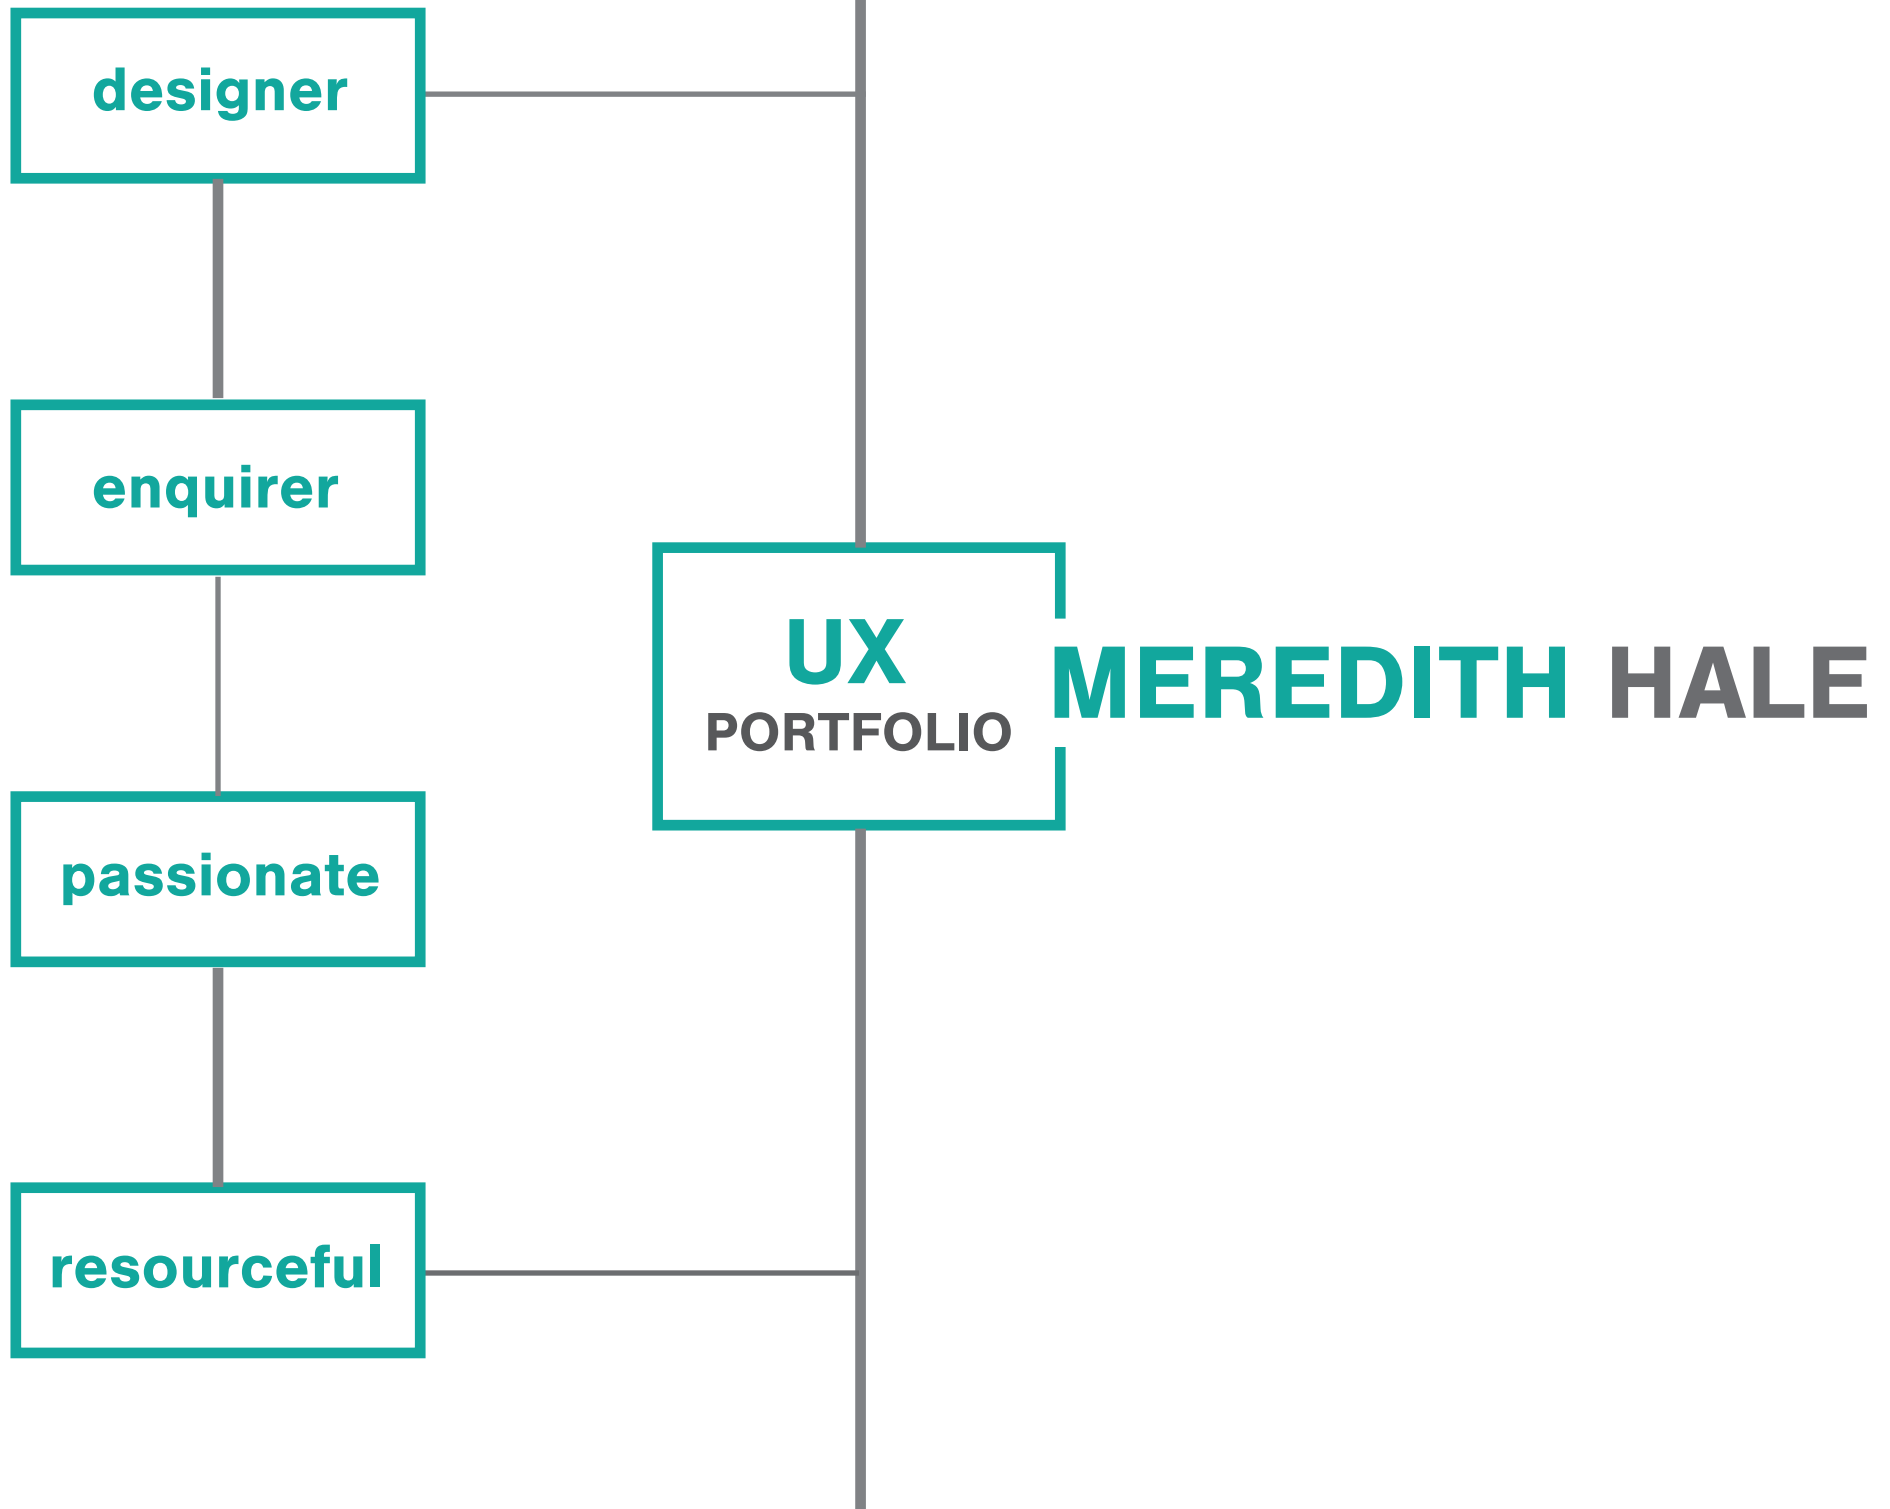 designer
enquirer
passionate
resourceful
UX
PORTFOLIO
MEREDITH HALE